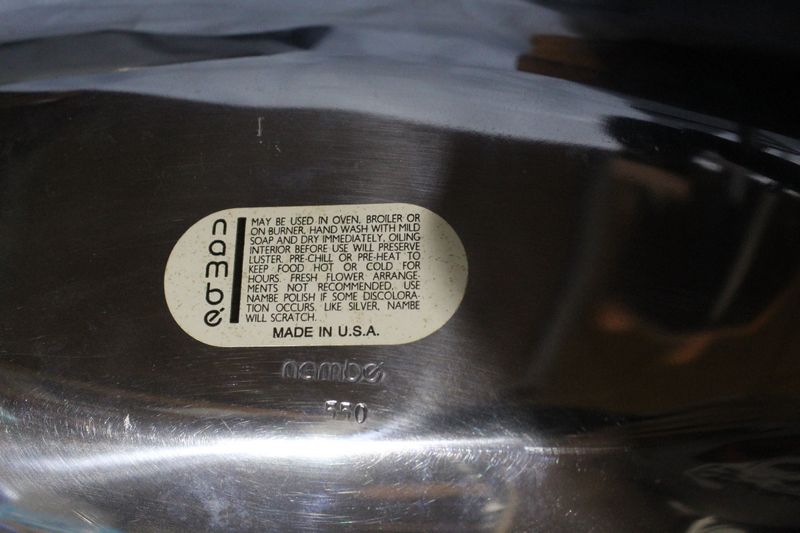 nambé
MAY BE USED IN OVEN, BROILER OR
ON BURNER. HAND WASH WITH MILD
SOAP AND DRY IMMEDIATELY, OILING
INTERIOR BEFORE USE WILL PRESERVE
LUSTER. PRE-CHILL OR PRE-HEAT TO
KEEP FOOD HOT OR COLD FOR
HOURS. FRESH FLOWER ARRANGE-
MENTS NOT RECOMMENDED. USE
NAMBE POLISH IF SOME DISCOLORA-
TION OCCURS. LIKE SILVER, NAMBE
WILL SCRATCH.
MADE IN U.S.A.
nambé
550